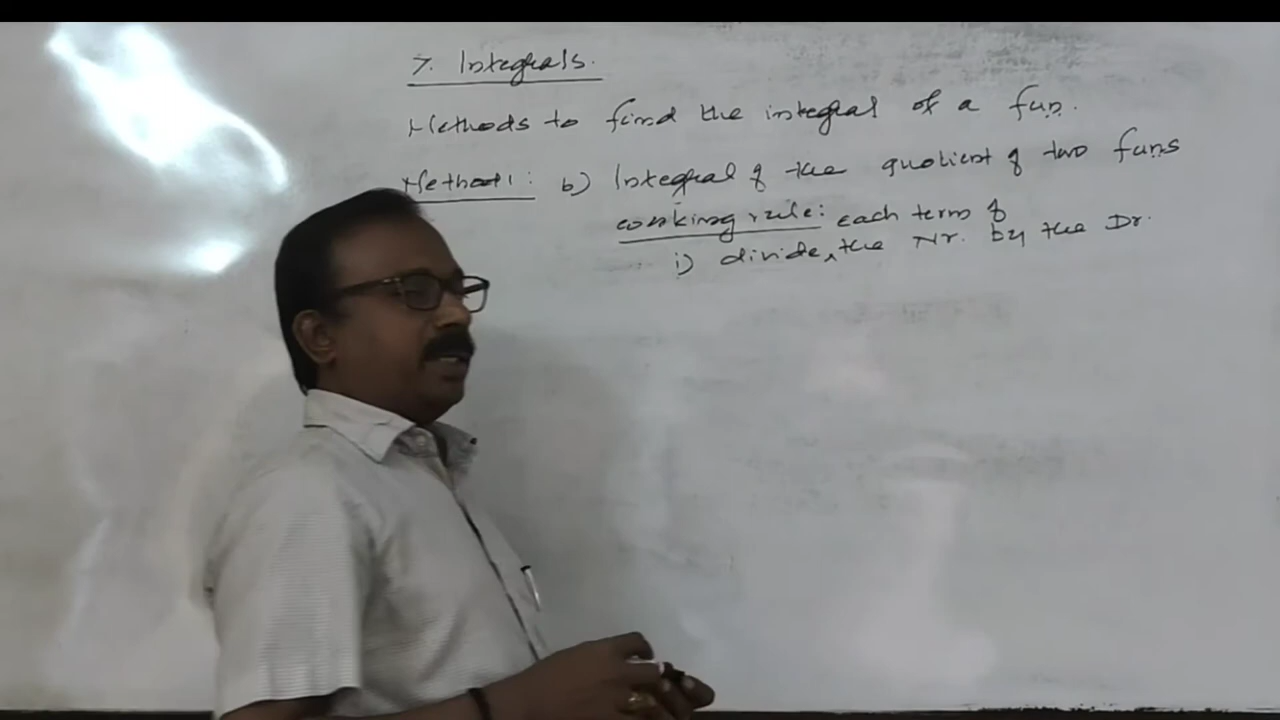 7. Integrals.
Methods to find the integral of a fun.
Method 1: b) Integral of the quotient of two funs
working rule: each term of
i) divide ‸ the Nr. by the Dr.